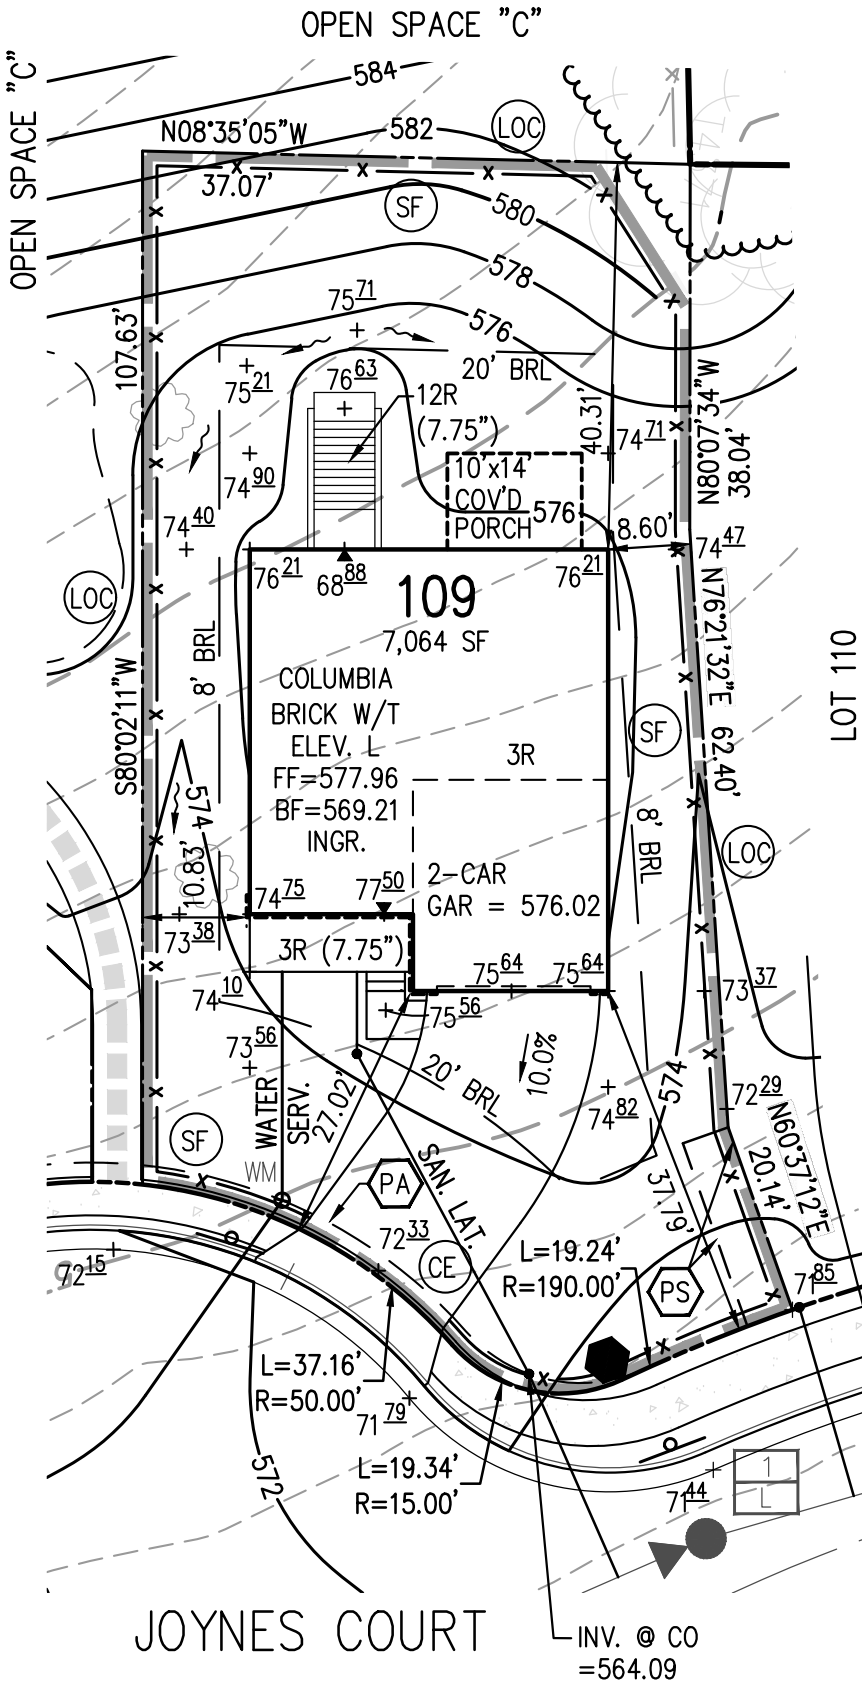 OPEN SPACE "C"
OPEN SPACE "C"
584
N08°35'05"W
582
LOC
37.07'
SF
580
578
75 71
576
107.63'
76 63
20' BRL
75 21
12R
(7.75")
40.31'
74 71
N80°07'34"W
38.04'
10'x14'
COV'D
PORCH
74 90
576
74 40
8.60'
74 47
76 21
68 88
76 21
LOC
109
7,064 SF
N76°21'32"E 62.40'
LOT 110
8' BRL
COLUMBIA
BRICK W/T
ELEV. L
FF=577.96
BF=569.21
INGR.
S80°02'11"W
SF
3R
574
8' BRL
LOC
10.83'
2-CAR
GAR = 576.02
74 75
77 50
73 38
3R (7.75")
75 64
75 64
73 37
74 10
75 56
73 56
10.0%
20' BRL
574
74 82
72 29
WATER
SERV.
27.02'
SF
WM
PA
SAN. LAT.
37.79'
N60°37'12"E
20.14'
72 33
CE
L=19.24'
R=190.00'
PS
72 15
71 85
L=37.16'
R=50.00'
71 79
572
L=19.34'
R=15.00'
71 44
1
L
JOYNES COURT
INV. @ CO
=564.09